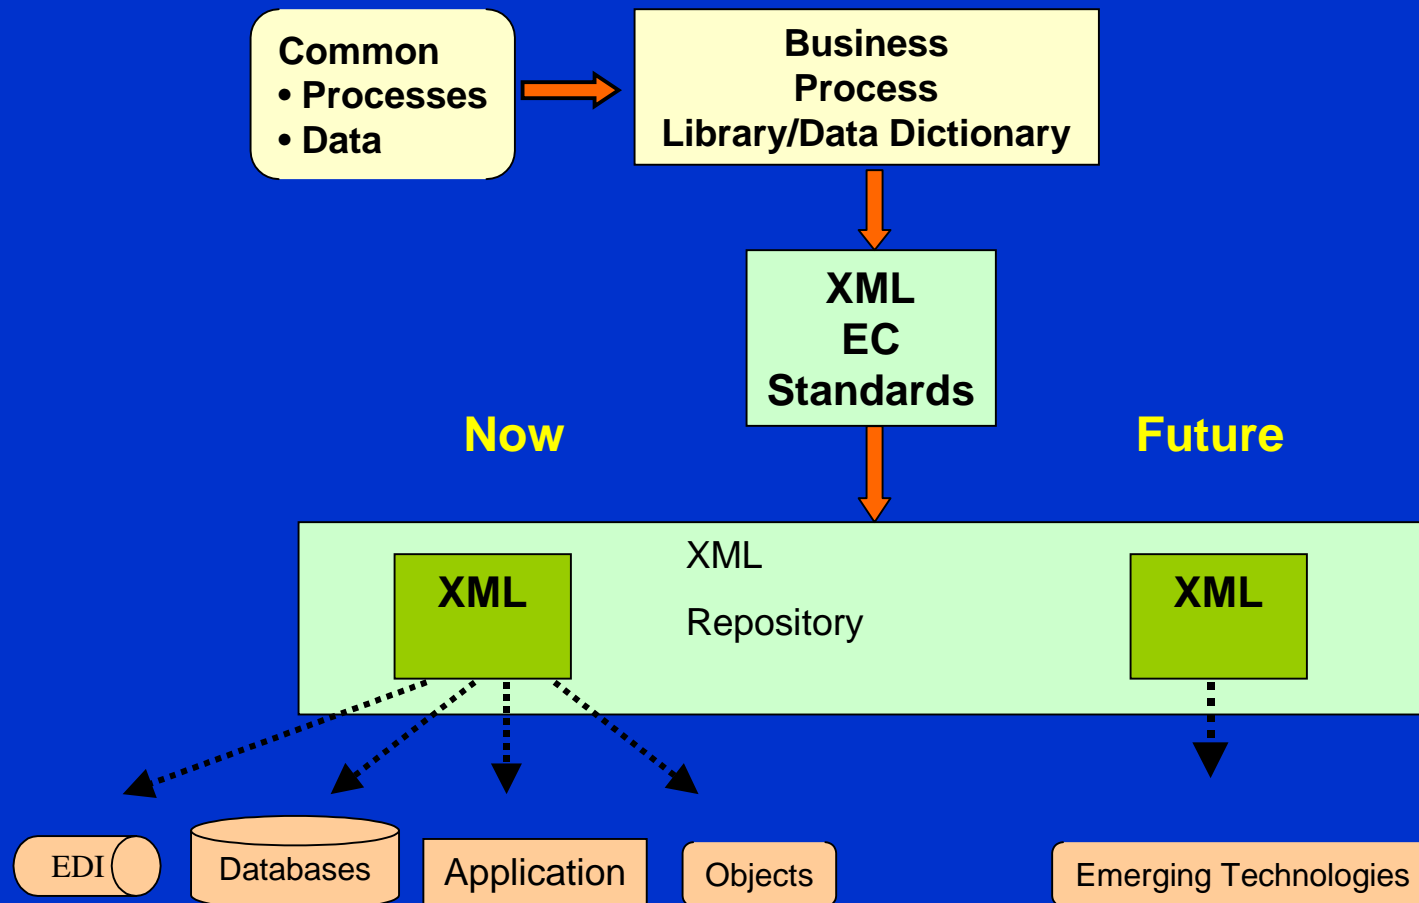 Common
• Processes
• Data
Business
Process
Library/Data Dictionary
XML
EC
Standards
Now
Future
XML
XML
Repository
XML
EDI
Databases
Application
Objects
Emerging Technologies